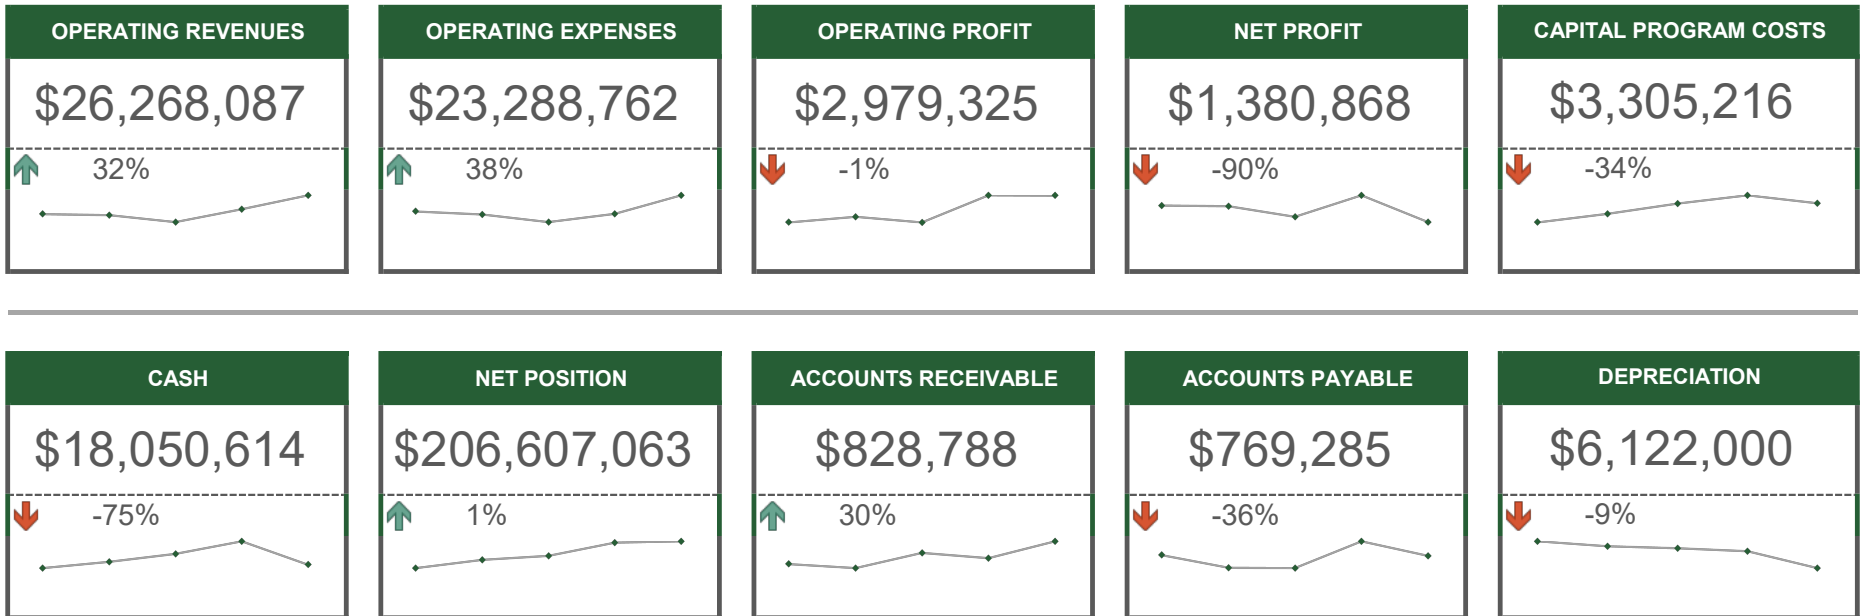 OPERATING REVENUES
OPERATING EXPENSES
OPERATING PROFIT
NET PROFIT
CAPITAL PROGRAM COSTS
$26,268,087
$23,288,762
$2,979,325
$1,380,868
$3,305,216
32%
38%
-1%
-90%
-34%
CASH
NET POSITION
ACCOUNTS RECEIVABLE
ACCOUNTS PAYABLE
DEPRECIATION
$18,050,614
$206,607,063
$828,788
$769,285
$6,122,000
-75%
1%
30%
-36%
-9%